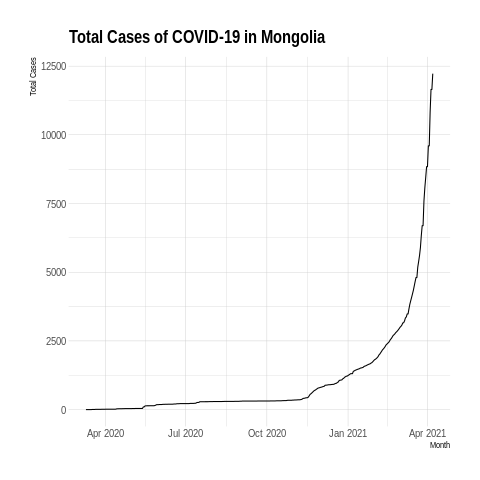 Total Cases of COVID-19 in Mongolia
Total Cases
12500
10000
7500
5000
2500
0
Apr 2020 Jul 2020 Oct 2020 Jan 2021 Apr 2021
Month